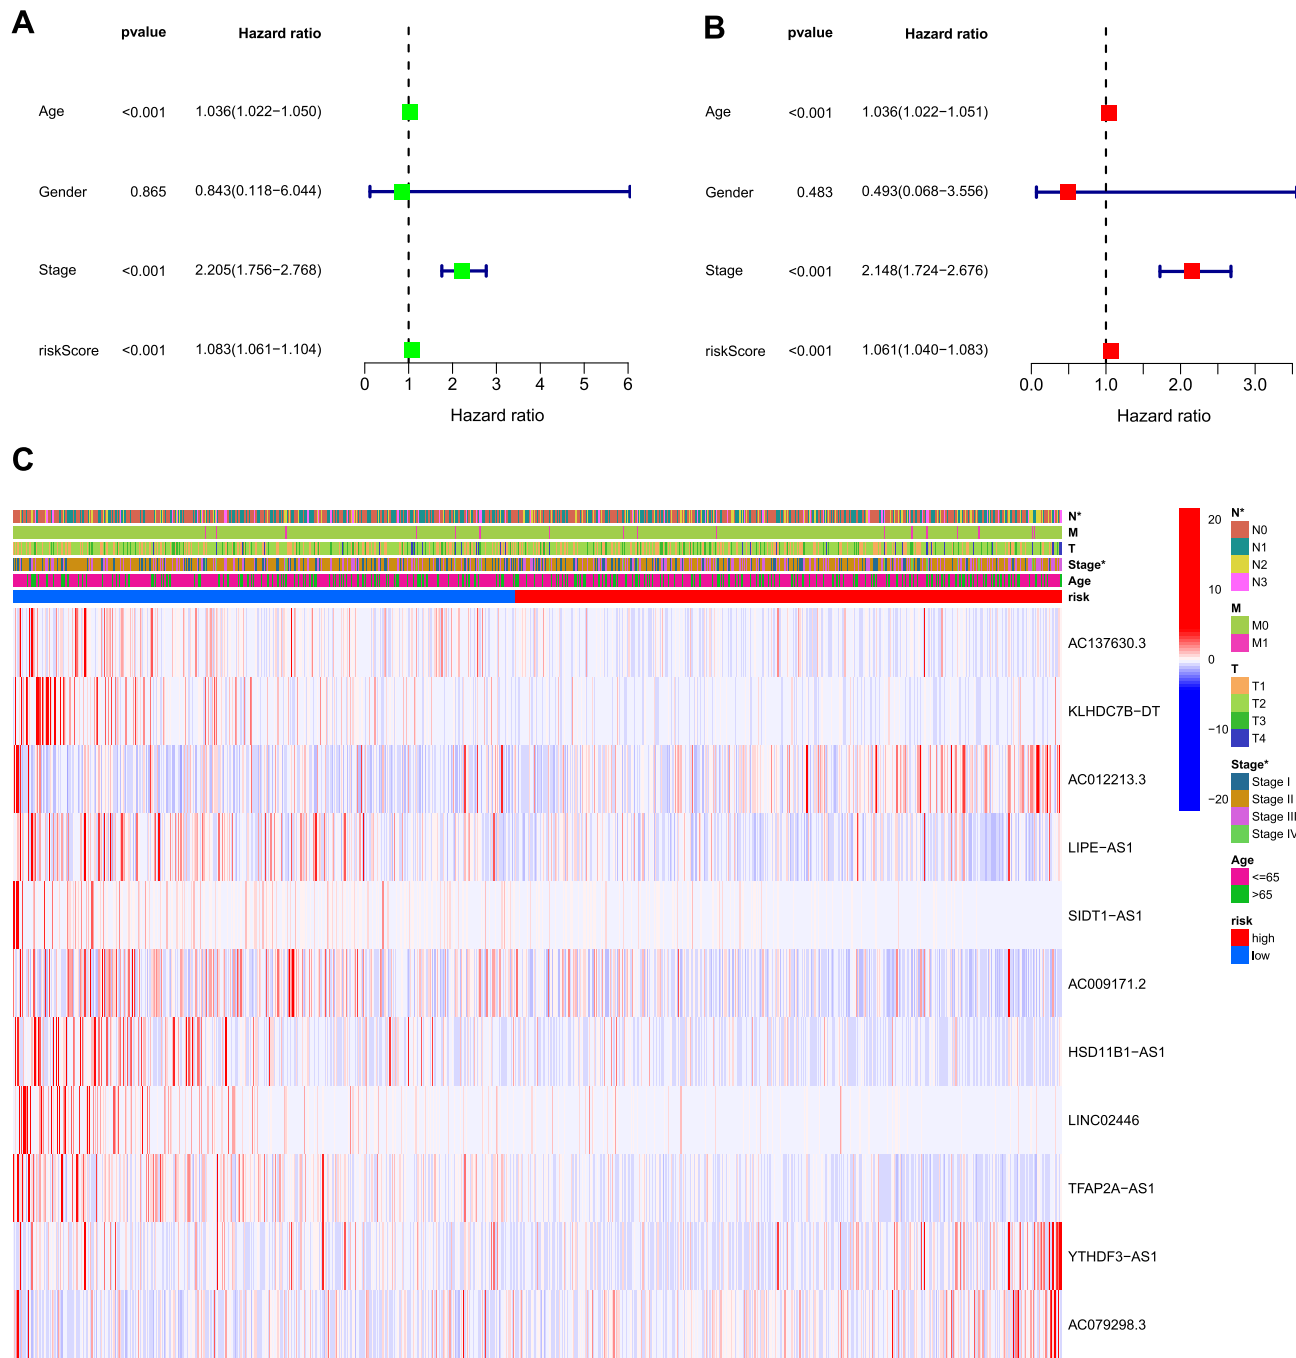 A
pvalue Hazard ratio
Age <0.001 1.036(1.022−1.050)
Gender 0.865 0.843(0.118−6.044)
Stage <0.001 2.205(1.756−2.768)
riskScore <0.001 1.083(1.061−1.104)
0 1 2 3 4 5 6
Hazard ratio
B
pvalue Hazard ratio
Age <0.001 1.036(1.022−1.051)
Gender 0.483 0.493(0.068−3.556)
Stage <0.001 2.148(1.724−2.676)
riskScore <0.001 1.061(1.040−1.083)
0.0 1.0 2.0 3.0
Hazard ratio
C
N*
M
T
Stage*
Age
risk
AC137630.3
KLHDC7B−DT
AC012213.3
LIPE−AS1
SIDT1−AS1
AC009171.2
HSD11B1−AS1
LINC02446
TFAP2A−AS1
YTHDF3−AS1
AC079298.3
20
10
0
−10
−20
N*
N0
N1
N2
N3
M
M0
M1
T
T1
T2
T3
T4
Stage*
Stage I
Stage II
Stage III
Stage IV
Age
<=65
>65
risk
high
low